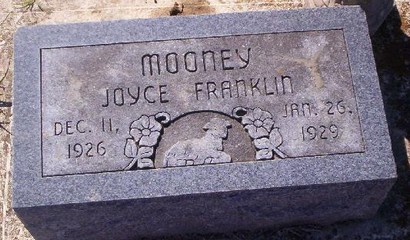 MOONEY
JOYCE FRANKLIN
DEC. 11, JAN. 26,
1926 1929